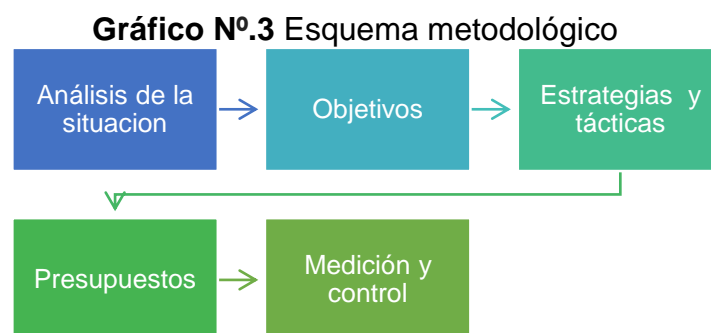 Gráfico Nº.3 Esquema metodológico
Análisis de la
situacion
Objetivos
Estrategias y
tácticas
Presupuestos
Medición y
control